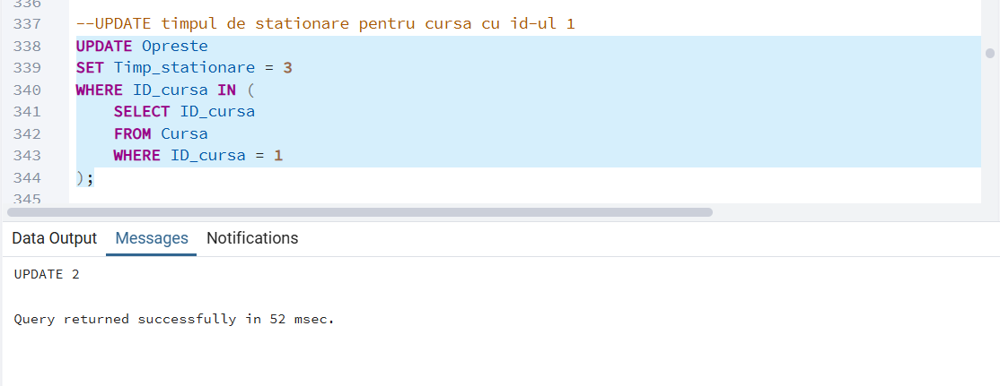 336
337 --UPDATE timpul de stationare pentru cursa cu id-ul 1
338 UPDATE Opreste
339 SET Timp_stationare = 3
340 WHERE ID_cursa IN (
341 SELECT ID_cursa
342 FROM Cursa
343 WHERE ID_cursa = 1
344 );
345
Data Output Messages Notifications
UPDATE 2
Query returned successfully in 52 msec.